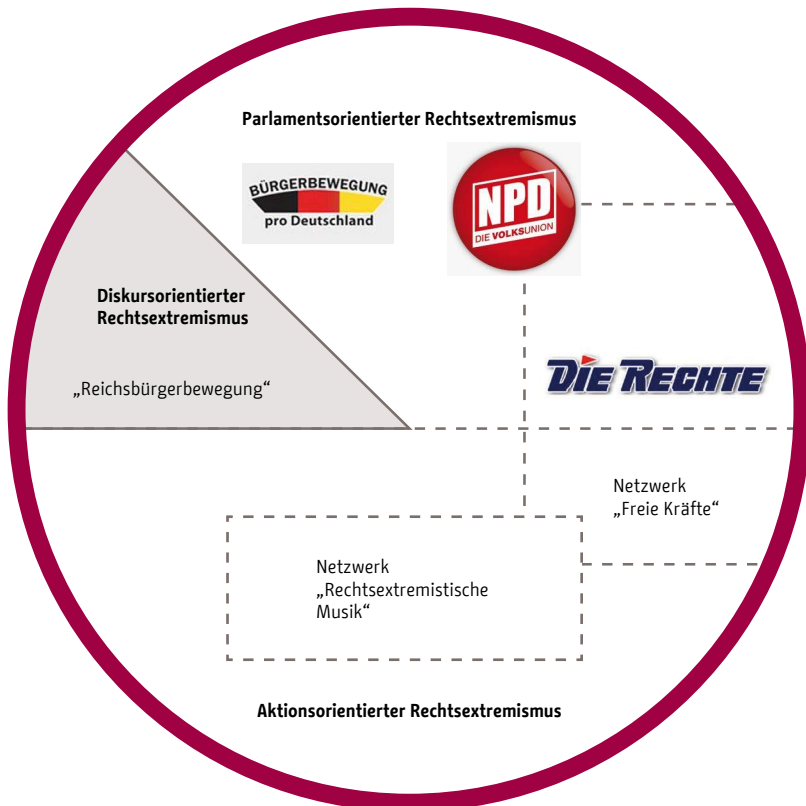 Parlamentsorientierter Rechtsextremismus
BÜRGERBEWEGUNG
pro Deutschland
NPD
DIE VOLKSUNION
Diskursorientierter
Rechtsextremismus
„Reichsbürgerbewegung“
DIE RECHTE
Netzwerk
„Freie Kräfte“
Netzwerk
„Rechtsextremistische
Musik“
Aktionsorientierter Rechtsextremismus